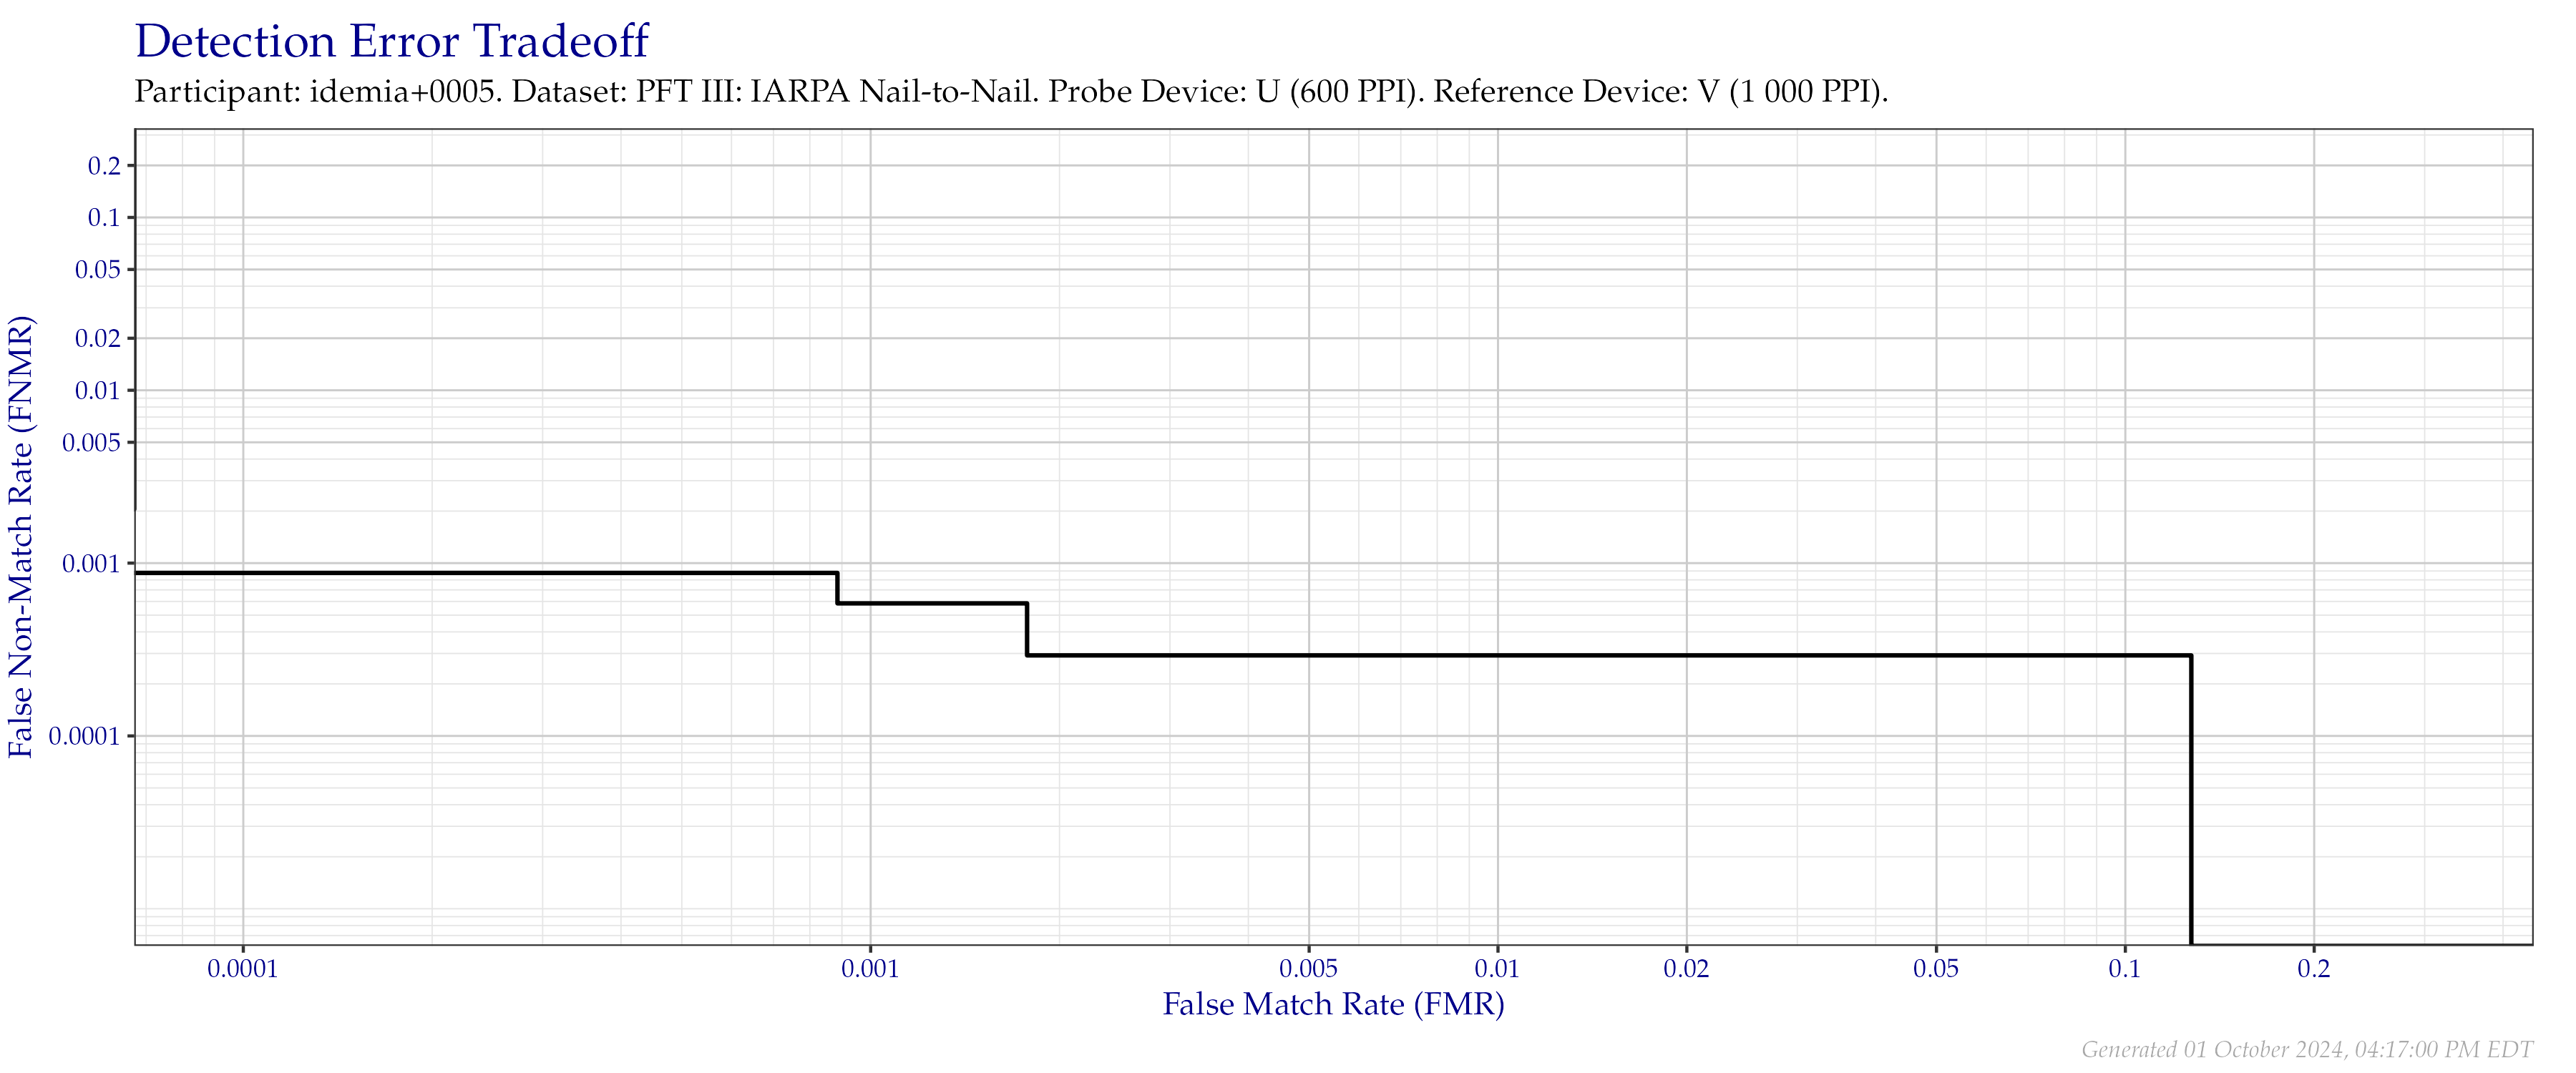 Detection Error Tradeoff
Participant: idemia+0005. Dataset: PFT III: IARPA Nail-to-Nail. Probe Device: U (600 PPI). Reference Device: V (1 000 PPI).
False Non-Match Rate (FNMR)
0.2
0.1
0.05
0.02
0.01
0.005
0.001
0.0001
0.0001 0.001 0.005 0.01 0.02 0.05 0.1 0.2
False Match Rate (FMR)
Generated 01 October 2024, 04:17:00 PM EDT